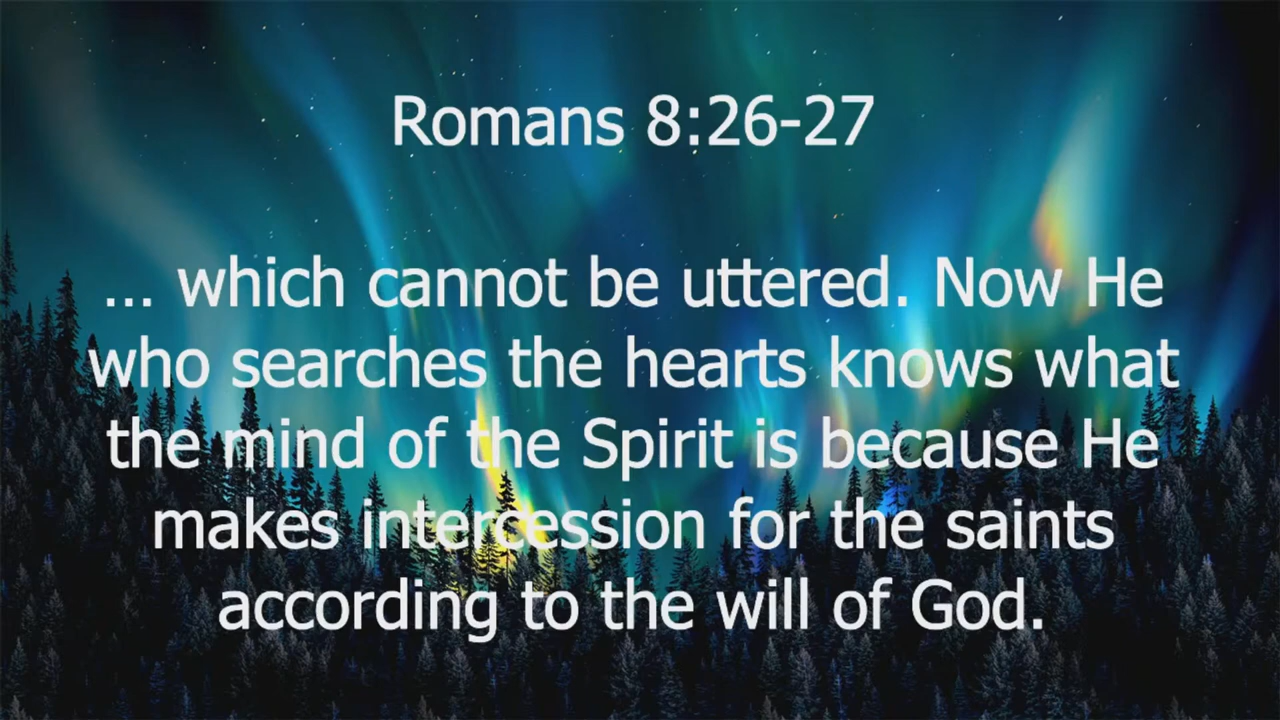 Romans 8:26-27
... which cannot be uttered. Now He
who searches the hearts knows what
the mind of the Spirit is because He
makes intercession for the saints
according to the will of God.